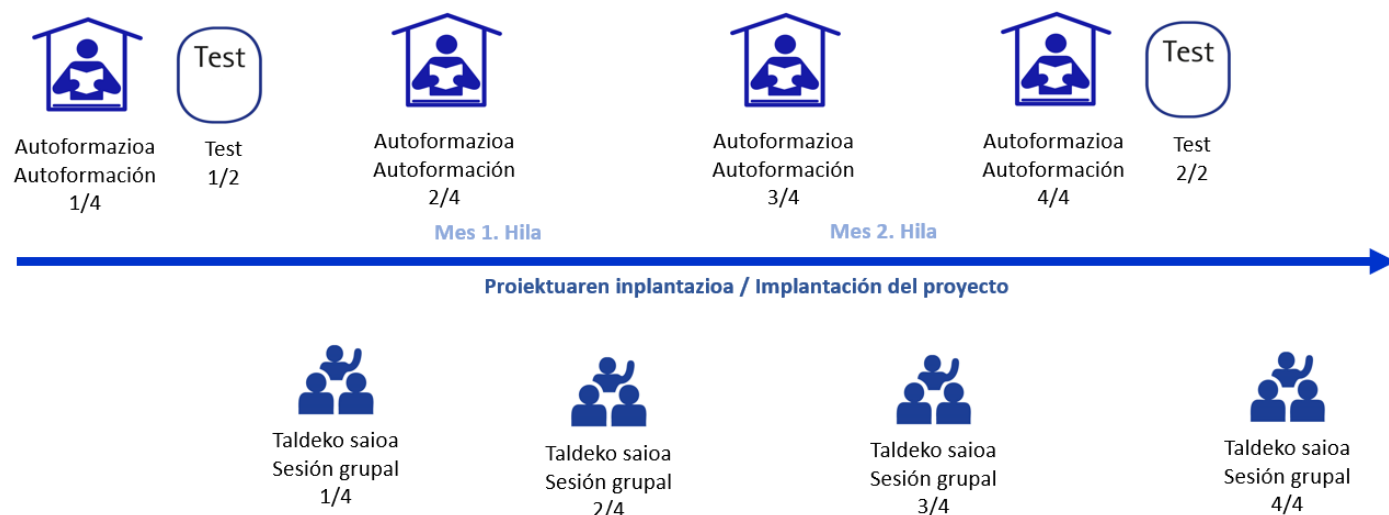 Test
Test
Autoformazioa
Autoformación
1/4
Test
1/2
Autoformazioa
Autoformación
2/4
Autoformazioa
Autoformación
3/4
Autoformazioa
Autoformación
4/4
Test
2/2
Mes 1. Hila
Mes 2. Hila
Proiektuaren inplantazioa / Implantación del proyecto
Taldeko saioa
Sesión grupal
1/4
Taldeko saioa
Sesión grupal
2/4
Taldeko saioa
Sesión grupal
3/4
Taldeko saioa
Sesión grupal
4/4